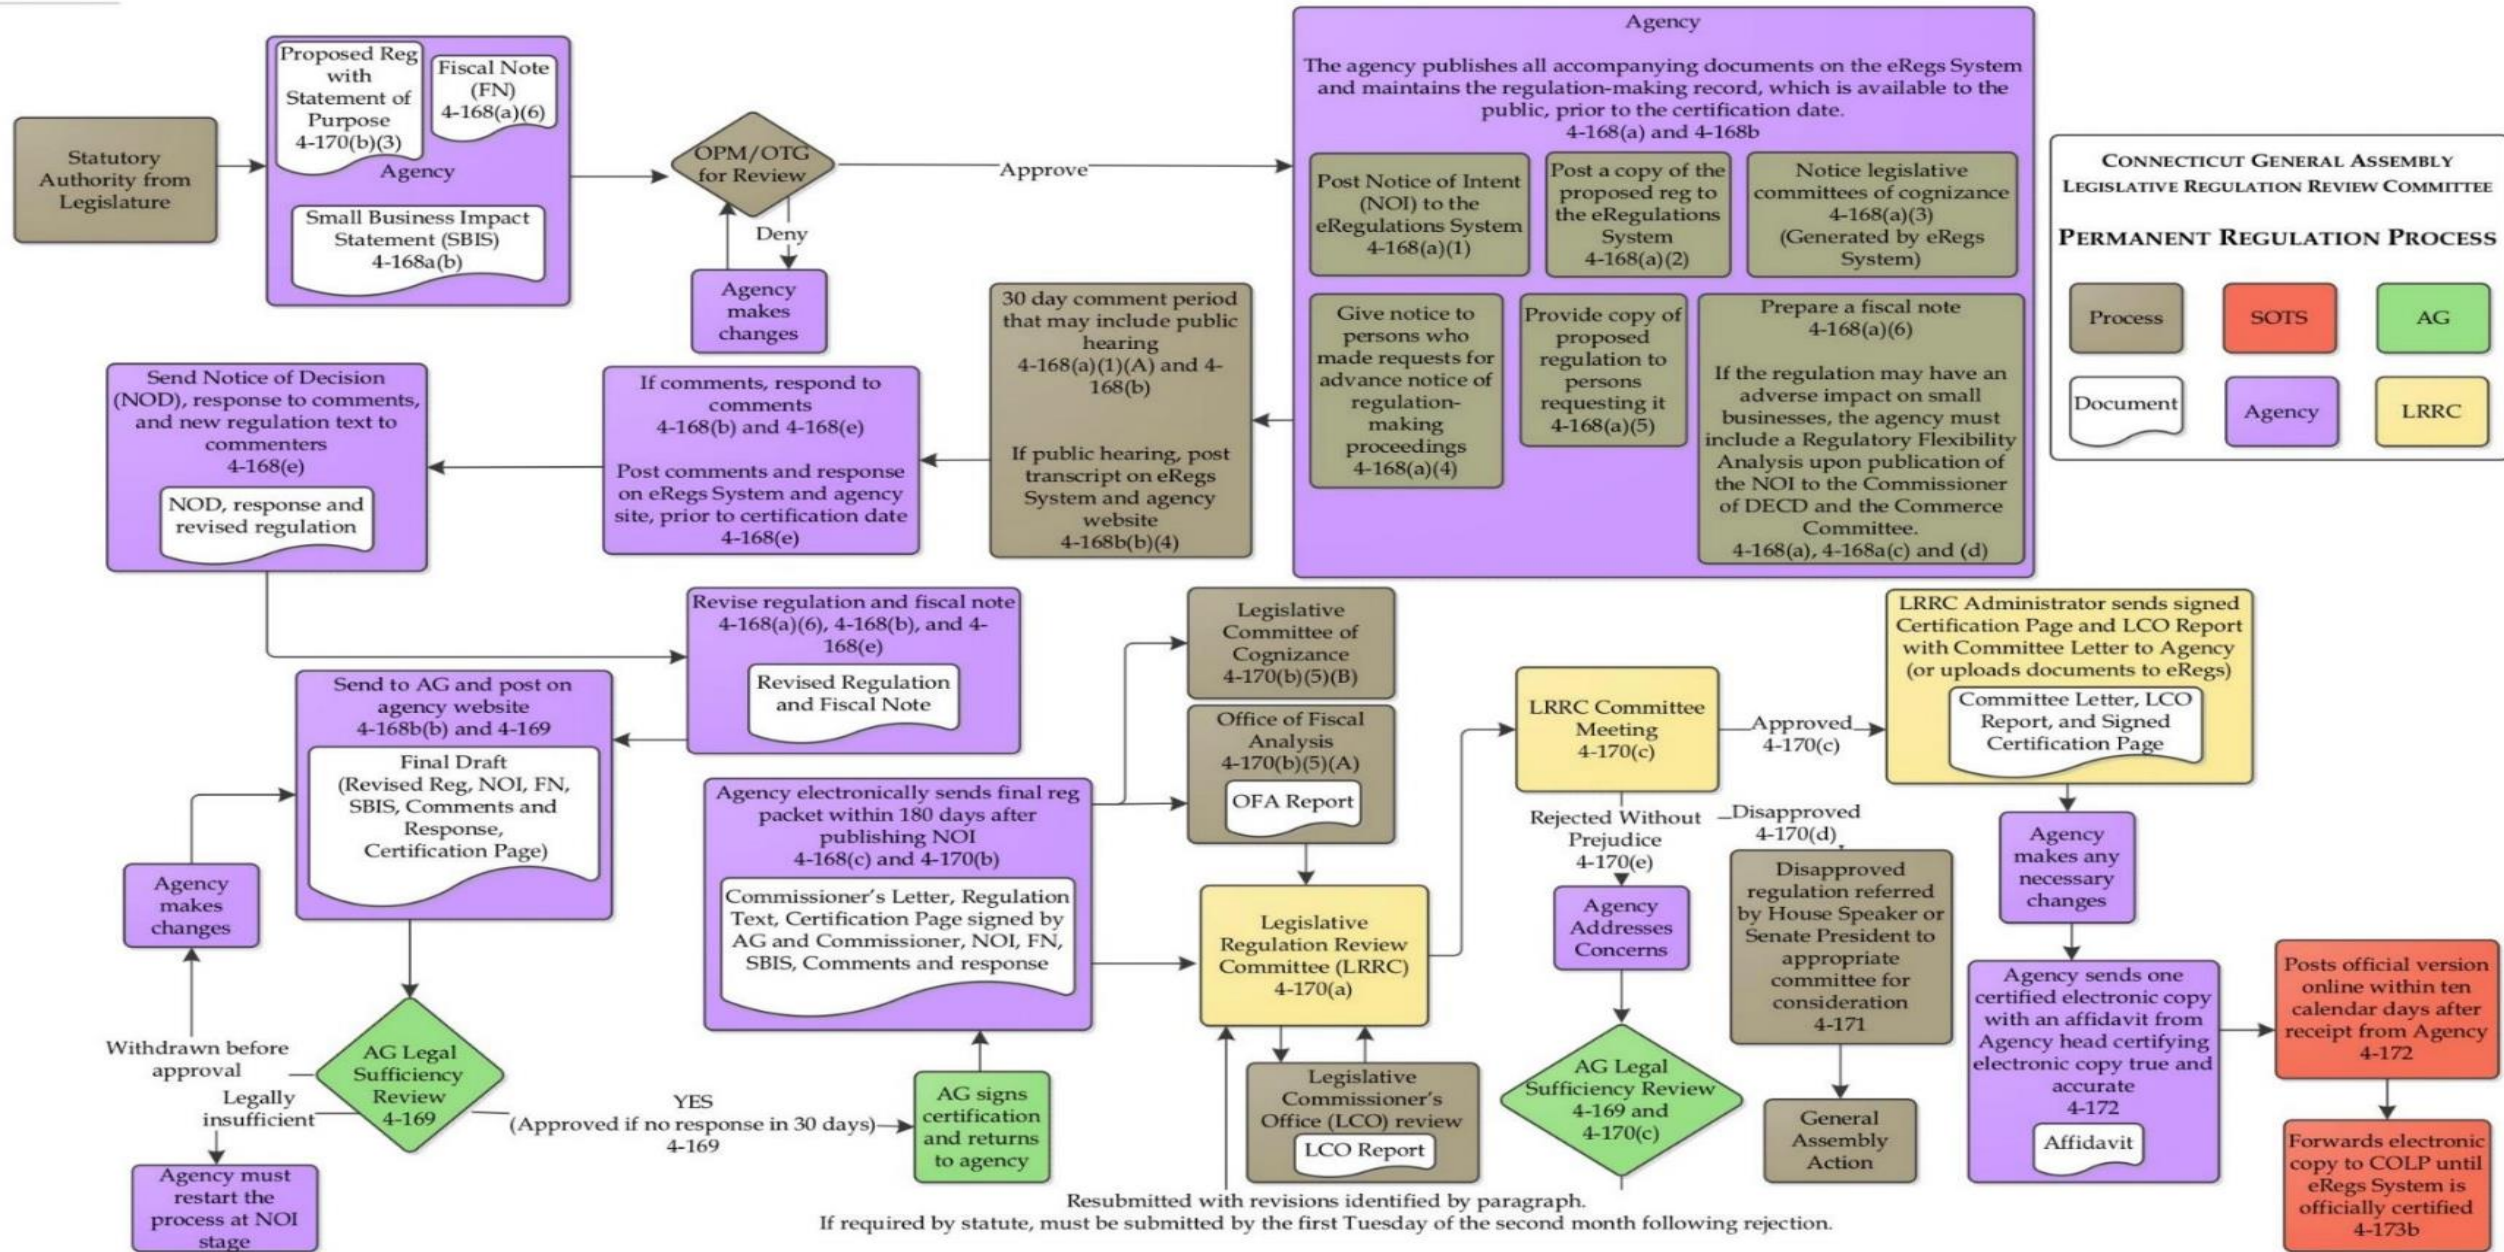 Statutory
Authority from
Legislature
Proposed Reg
with
Statement of
Purpose
4-170(b)(3)
Fiscal Note
(FN)
4-168(a)(6)
Agency
Small Business Impact
Statement (SBIS)
4-168a(b)
OPM/OTG
for Review
Approve
Deny
Agency
makes
changes
Agency
The agency publishes all accompanying documents on the eRegs System
and maintains the regulation-making record, which is available to the
public, prior to the certification date.
4-168(a) and 4-168b
Post Notice of Intent
(NOI) to the
eRegulations System
4-168(a)(1)
Post a copy of the
proposed reg to
the eRegulations
System
4-168(a)(2)
Notice legislative
committees of cognizance
4-168(a)(3)
(Generated by eRegs
System)
Give notice to
persons who
made requests for
advance notice of
regulation-
making
proceedings
4-168(a)(4)
Provide copy of
proposed
regulation to
persons
requesting it
4-168(a)(5)
Prepare a fiscal note
4-168(a)(6)
If the regulation may have an
adverse impact on small
businesses, the agency must
include a Regulatory Flexibility
Analysis upon publication of
the NOI to the Commissioner
of DECD and the Commerce
Committee.
4-168(a), 4-168a(c) and (d)
CONNECTICUT GENERAL ASSEMBLY
LEGISLATIVE REGULATION REVIEW COMMITTEE
PERMANENT REGULATION PROCESS
Process
SOTS
AG
Document
Agency
LRRC
30 day comment period
that may include public
hearing
4-168(a)(1)(A) and 4-
168(b)
If public hearing, post
transcript on eRegs
System and agency
website
4-168b(b)(4)
If comments, respond to
comments
4-168(b) and 4-168(e)
Post comments and response
on eRegs System and agency
site, prior to certification date
4-168(e)
Send Notice of Decision
(NOD), response to comments,
and new regulation text to
commenters
4-168(e)
NOD, response and
revised regulation
Revise regulation and fiscal note
4-168(a)(6), 4-168(b), and 4-
168(e)
Revised Regulation
and Fiscal Note
Send to AG and post on
agency website
4-168b(b) and 4-169
Final Draft
(Revised Reg, NOI, FN,
SBIS, Comments and
Response,
Certification Page)
Agency
makes
changes
Withdrawn before
approval
Legally
insufficient
AG Legal
Sufficiency
Review
4-169
Agency must
restart the
process at NOI
stage
YES
(Approved if no response in 30 days)
4-169
AG signs
certification
and returns
to agency
Agency electronically sends final reg
packet within 180 days after
publishing NOI
4-168(c) and 4-170(b)
Commissioner's Letter, Regulation
Text, Certification Page signed by
AG and Commissioner, NOI, FN,
SBIS, Comments and response
Legislative
Committee of
Cognizance
4-170(b)(5)(B)
Office of Fiscal
Analysis
4-170(b)(5)(A)
OFA Report
Legislative
Regulation Review
Committee (LRRC)
4-170(a)
Legislative
Commissioner's
Office (LCO) review
LCO Report
LRRC Committee
Meeting
4-170(c)
Approved
4-170(c)
Rejected Without
Prejudice
4-170(e)
Disapproved
4-170(d)
Agency
Addresses
Concerns
AG Legal
Sufficiency Review
4-169 and
4-170(c)
Resubmitted with revisions identified by paragraph.
If required by statute, must be submitted by the first Tuesday of the second month following rejection.
Disapproved
regulation referred
by House Speaker or
Senate President to
appropriate
committee for
consideration
4-171
General
Assembly
Action
LRRC Administrator sends signed
Certification Page and LCO Report
with Committee Letter to Agency
(or uploads documents to eRegs)
Committee Letter, LCO
Report, and Signed
Certification Page
Agency
makes any
necessary
changes
Agency sends one
certified electronic copy
with an affidavit from
Agency head certifying
electronic copy true and
accurate
4-172
Affidavit
Posts official version
online within ten
calendar days after
receipt from Agency
4-172
Forwards electronic
copy to COLP until
eRegs System is
officially certified
4-173b